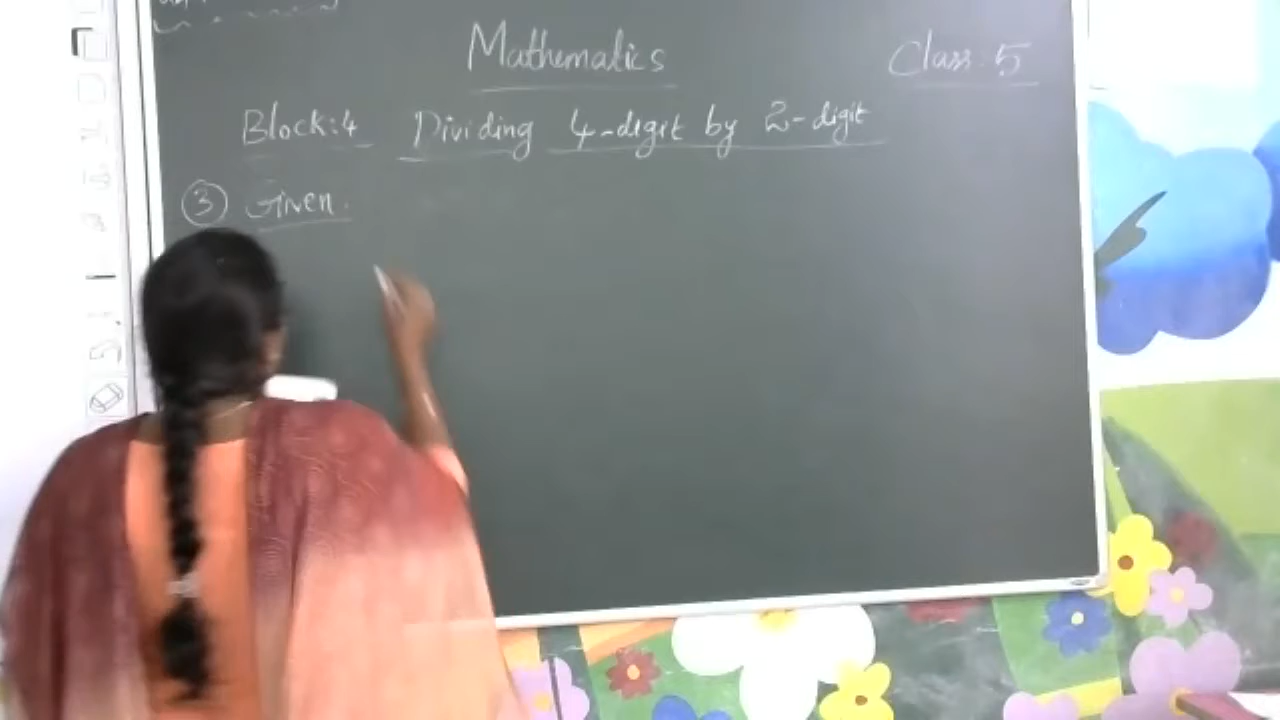 Mathematics
Class: 5
Block:4 Dividing 4-digit by 2-digit
3 Given.